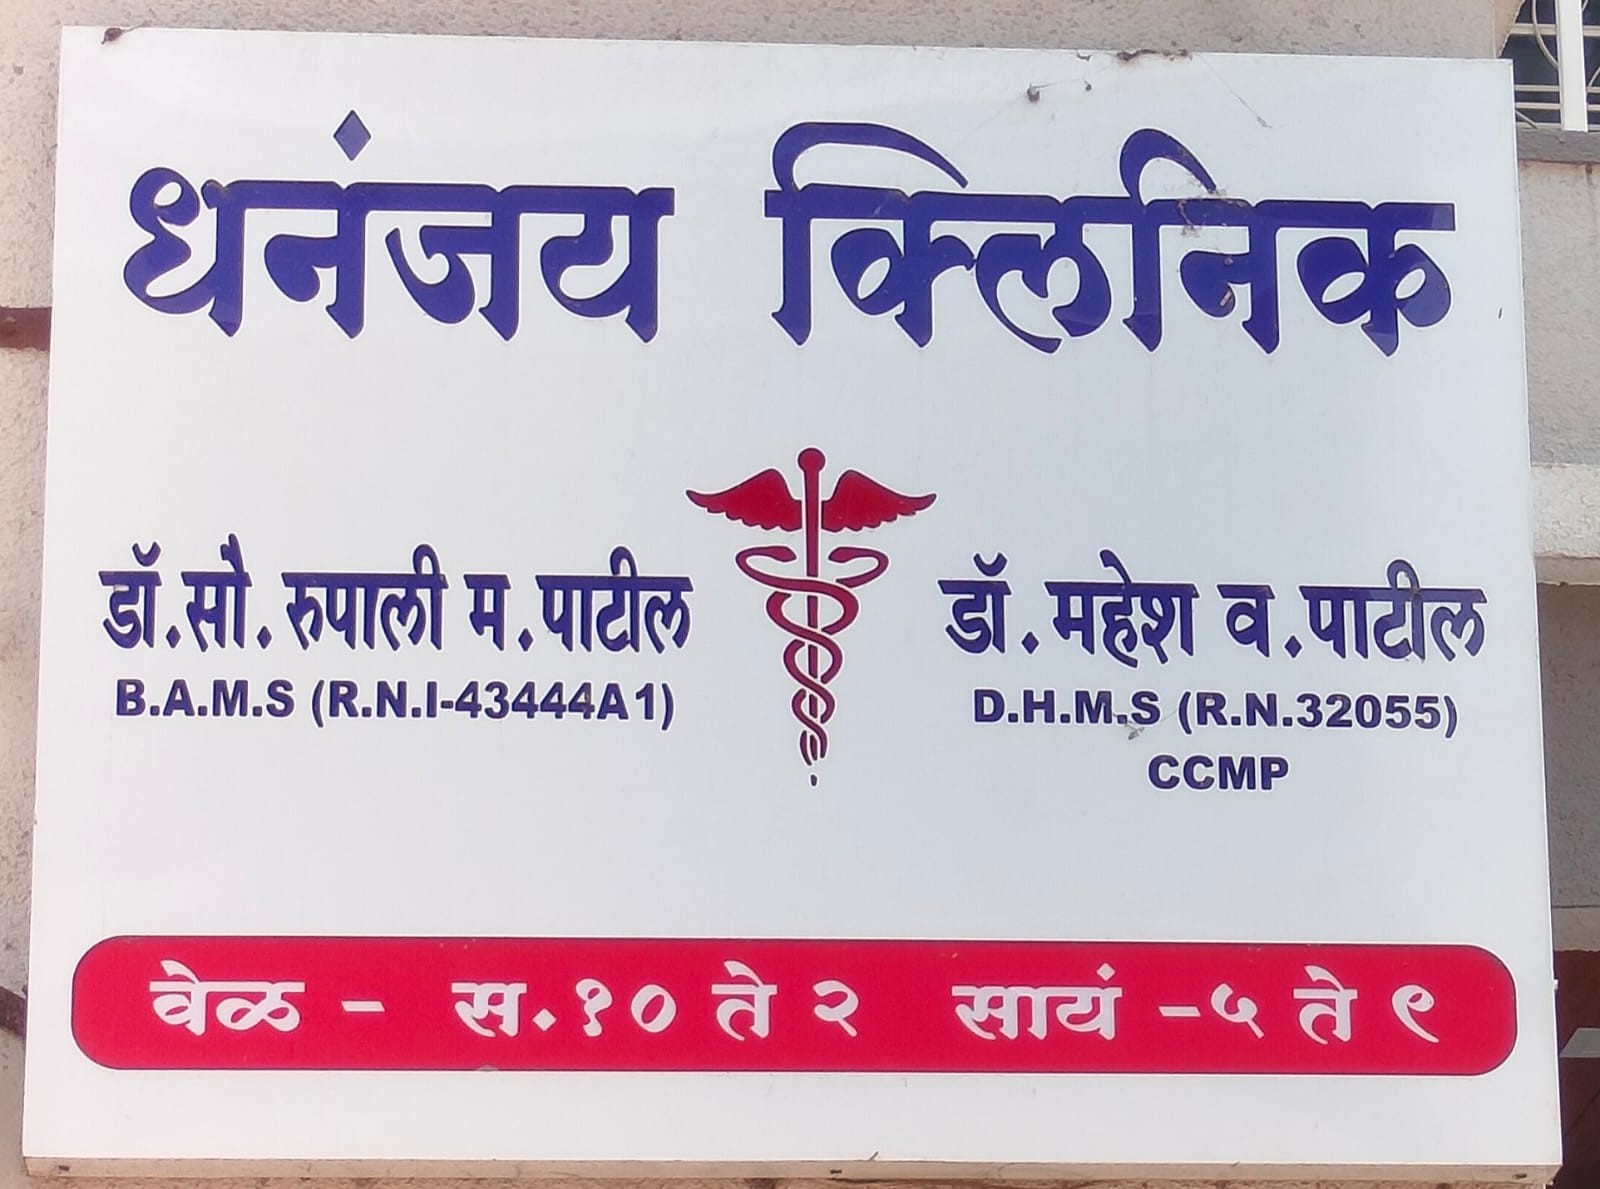 धनंजय क्लिनिक
डॉ.सौ. रुपाली म.पाटील
B.A.M.S (R.N.I-43444A1)
डॉ. महेश व.पाटील
D.H.M.S (R.N.32055)
CCMP
वेळ - स.१० ते २ सायं -५ ते ९